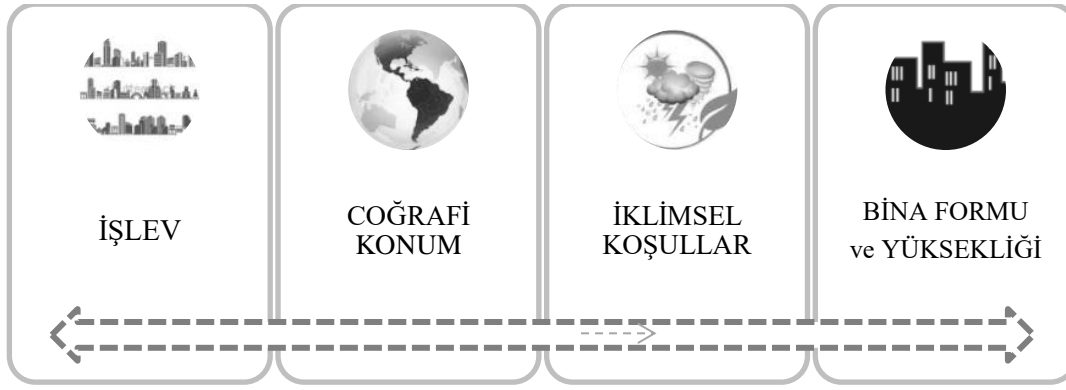 İŞLEV
COĞRAFİ
KONUM
İKLİMSEL
KOŞULLAR
BİNA FORMU
ve YÜKSEKLİĞİ